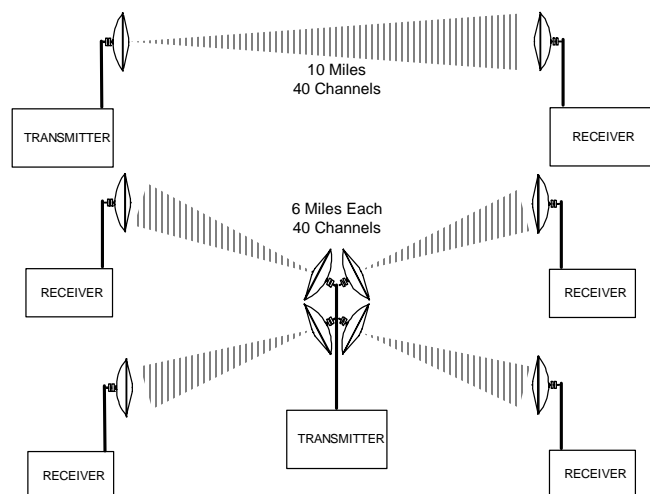 10 Miles
40 Channels
TRANSMITTER
RECEIVER
6 Miles Each
40 Channels
RECEIVER
RECEIVER
TRANSMITTER
RECEIVER
RECEIVER